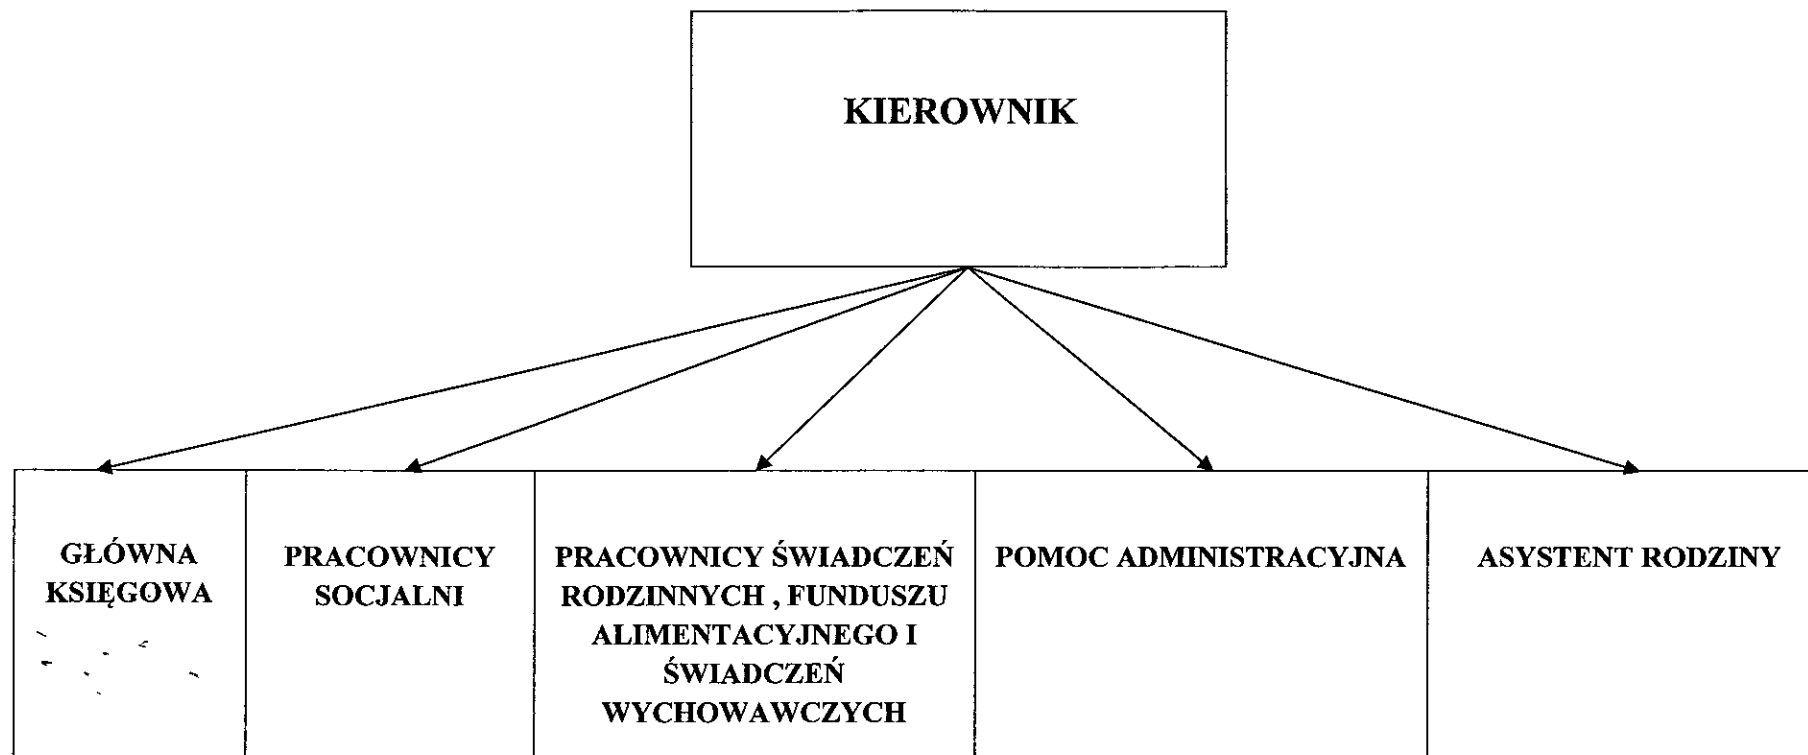 KIEROWNIK
GŁÓWNA
KSIĘGOWA
PRACOWNICY
SOCJALNI
PRACOWNICY ŚWIADCZEŃ
RODZINNYCH , FUNDUSZU
ALIMENTACYJNEGO I
ŚWIADCZEŃ
WYCHOWAWCZYCH
POMOC ADMINISTRACYJNA
ASYSTENT RODZINY